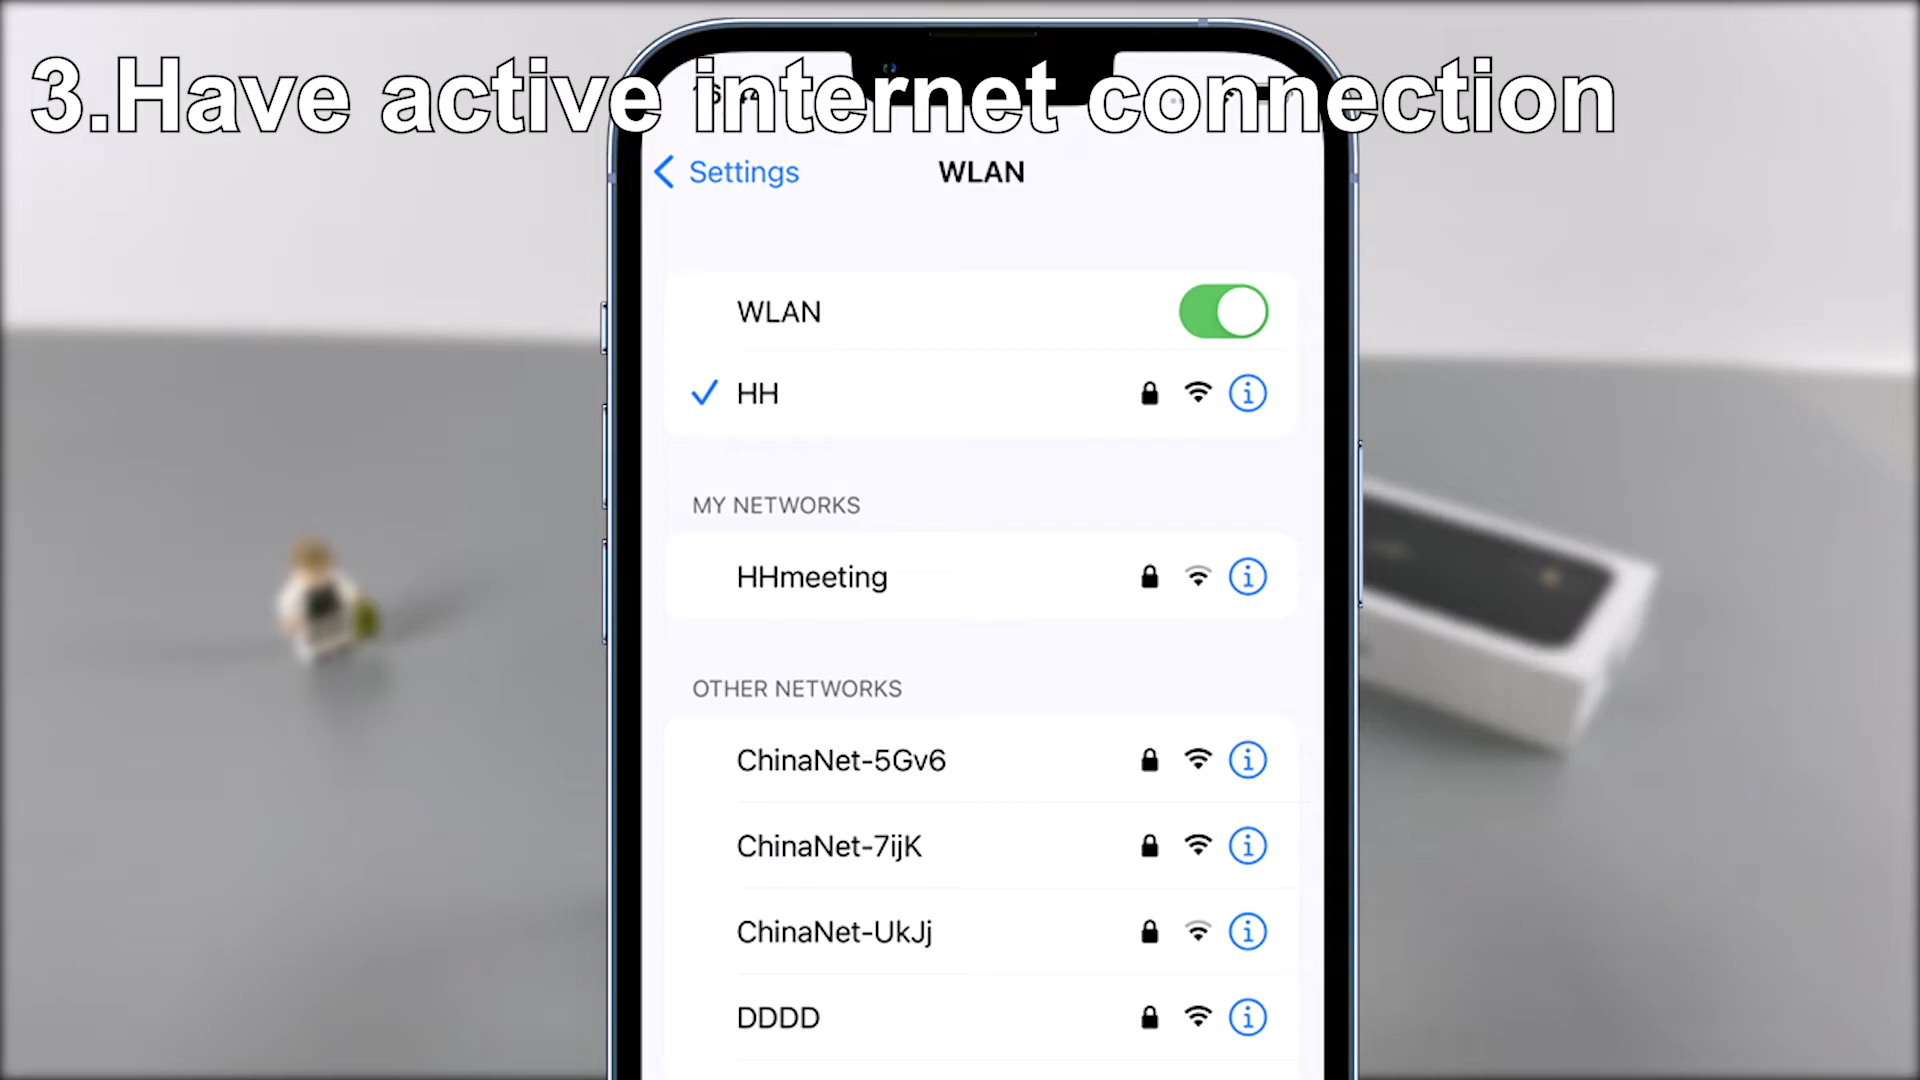 3.Have active internet connection
Settings
WLAN
WLAN
HH
MY NETWORKS
HHmeeting
OTHER NETWORKS
ChinaNet-5Gv6
ChinaNet-7ijK
ChinaNet-UkJj
DDDD